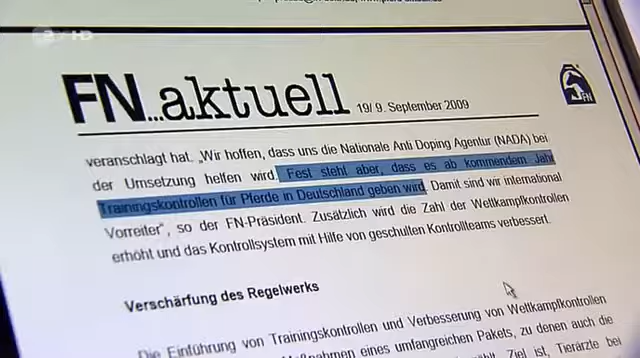 ZDF HD
FN...aktuell 19/ 9. September 2009
FN
veranschlagt hat. „Wir hoffen, dass uns die Nationale Anti Doping Agentur (NADA) bei
der Umsetzung helfen wird. Fest steht aber, dass es ab kommendem Jahr
Trainingskontrollen für Pferde in Deutschland geben wird. Damit sind wir international
Vorreiter“, so der FN-Präsident. Zusätzlich wird die Zahl der Wettkampfkontrollen
erhöht und das Kontrollsystem mit Hilfe von geschulten Kontrollteams verbessert.
Verschärfung des Regelwerks
Die Einführung von Trainingskontrollen und Verbesserung von Wettkampfkontrollen
Maßnahmen eines umfangreichen Pakets, zu denen auch die
Ziel ist, Tierärzte bei